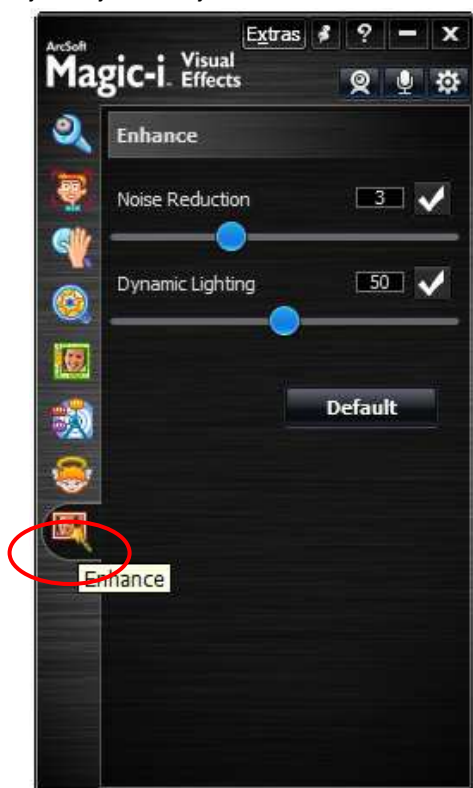 Extras ?
ArcSoft
Magic-i Visual
Effects
Enhance
Noise Reduction 3
Dynamic Lighting 50
Default
Enhance